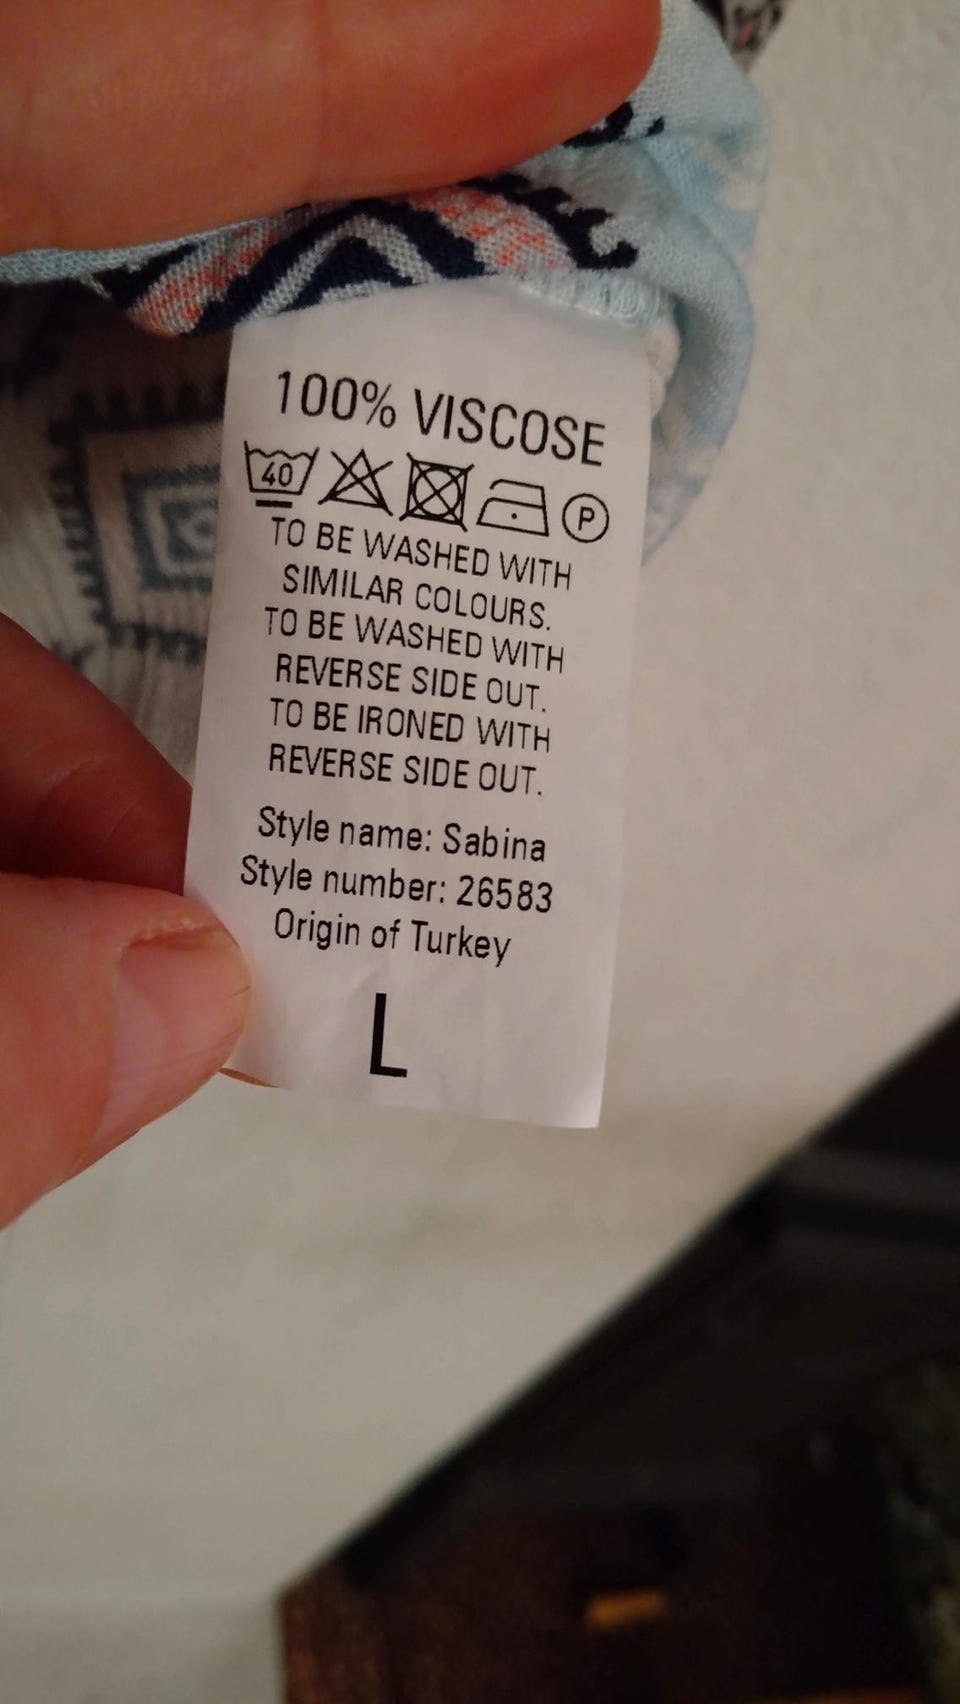 100% VISCOSE
40 P
TO BE WASHED WITH
SIMILAR COLOURS.
TO BE WASHED WITH
REVERSE SIDE OUT.
TO BE IRONED WITH
REVERSE SIDE OUT.
Style name: Sabina
Style number: 26583
Origin of Turkey
L